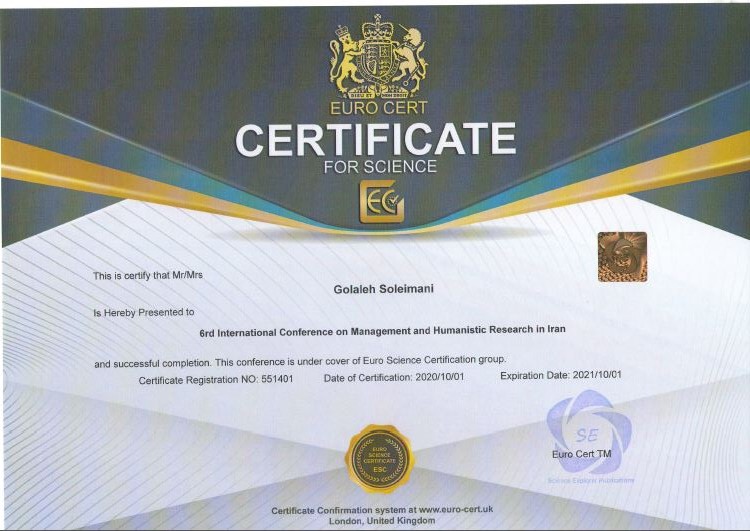 DIEU ET MON DROIT
EURO CERT
CERTIFICATE
FOR SCIENCE
EC
This is certify that Mr/Mrs
Golaleh Soleimani
Is Hereby Presented to
6rd International Conference on Management and Humanistic Research in Iran
and successful completion. This conference is under cover of Euro Science Certification group.
Certificate Registration NO: 551401 Date of Certification: 2020/10/01 Expiration Date: 2021/10/01
EURO
SCIENCE
CERTIFICATE
ESC
SE
Euro Cert TM
Science Explorer Publications
Certificate Confirmation system at www.euro-cert.uk
London, United Kingdom